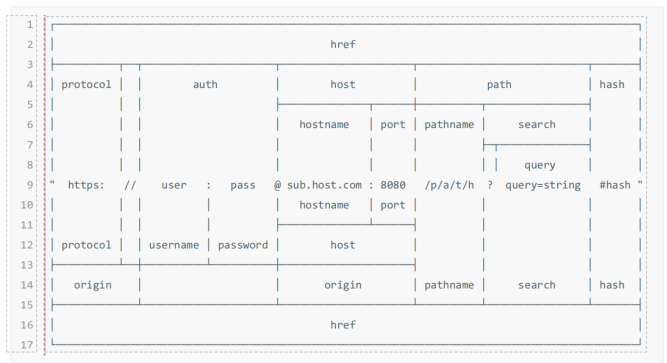 1
2 href
3
4 protocol auth host path hash
5
6 hostname port pathname search
7
8 query
9 " https: // user : pass @ sub.host.com : 8080 /p/a/t/h ? query=string #hash "
10 hostname port
11
12 protocol username password host
13
14 origin origin pathname search hash
15
16 href
17